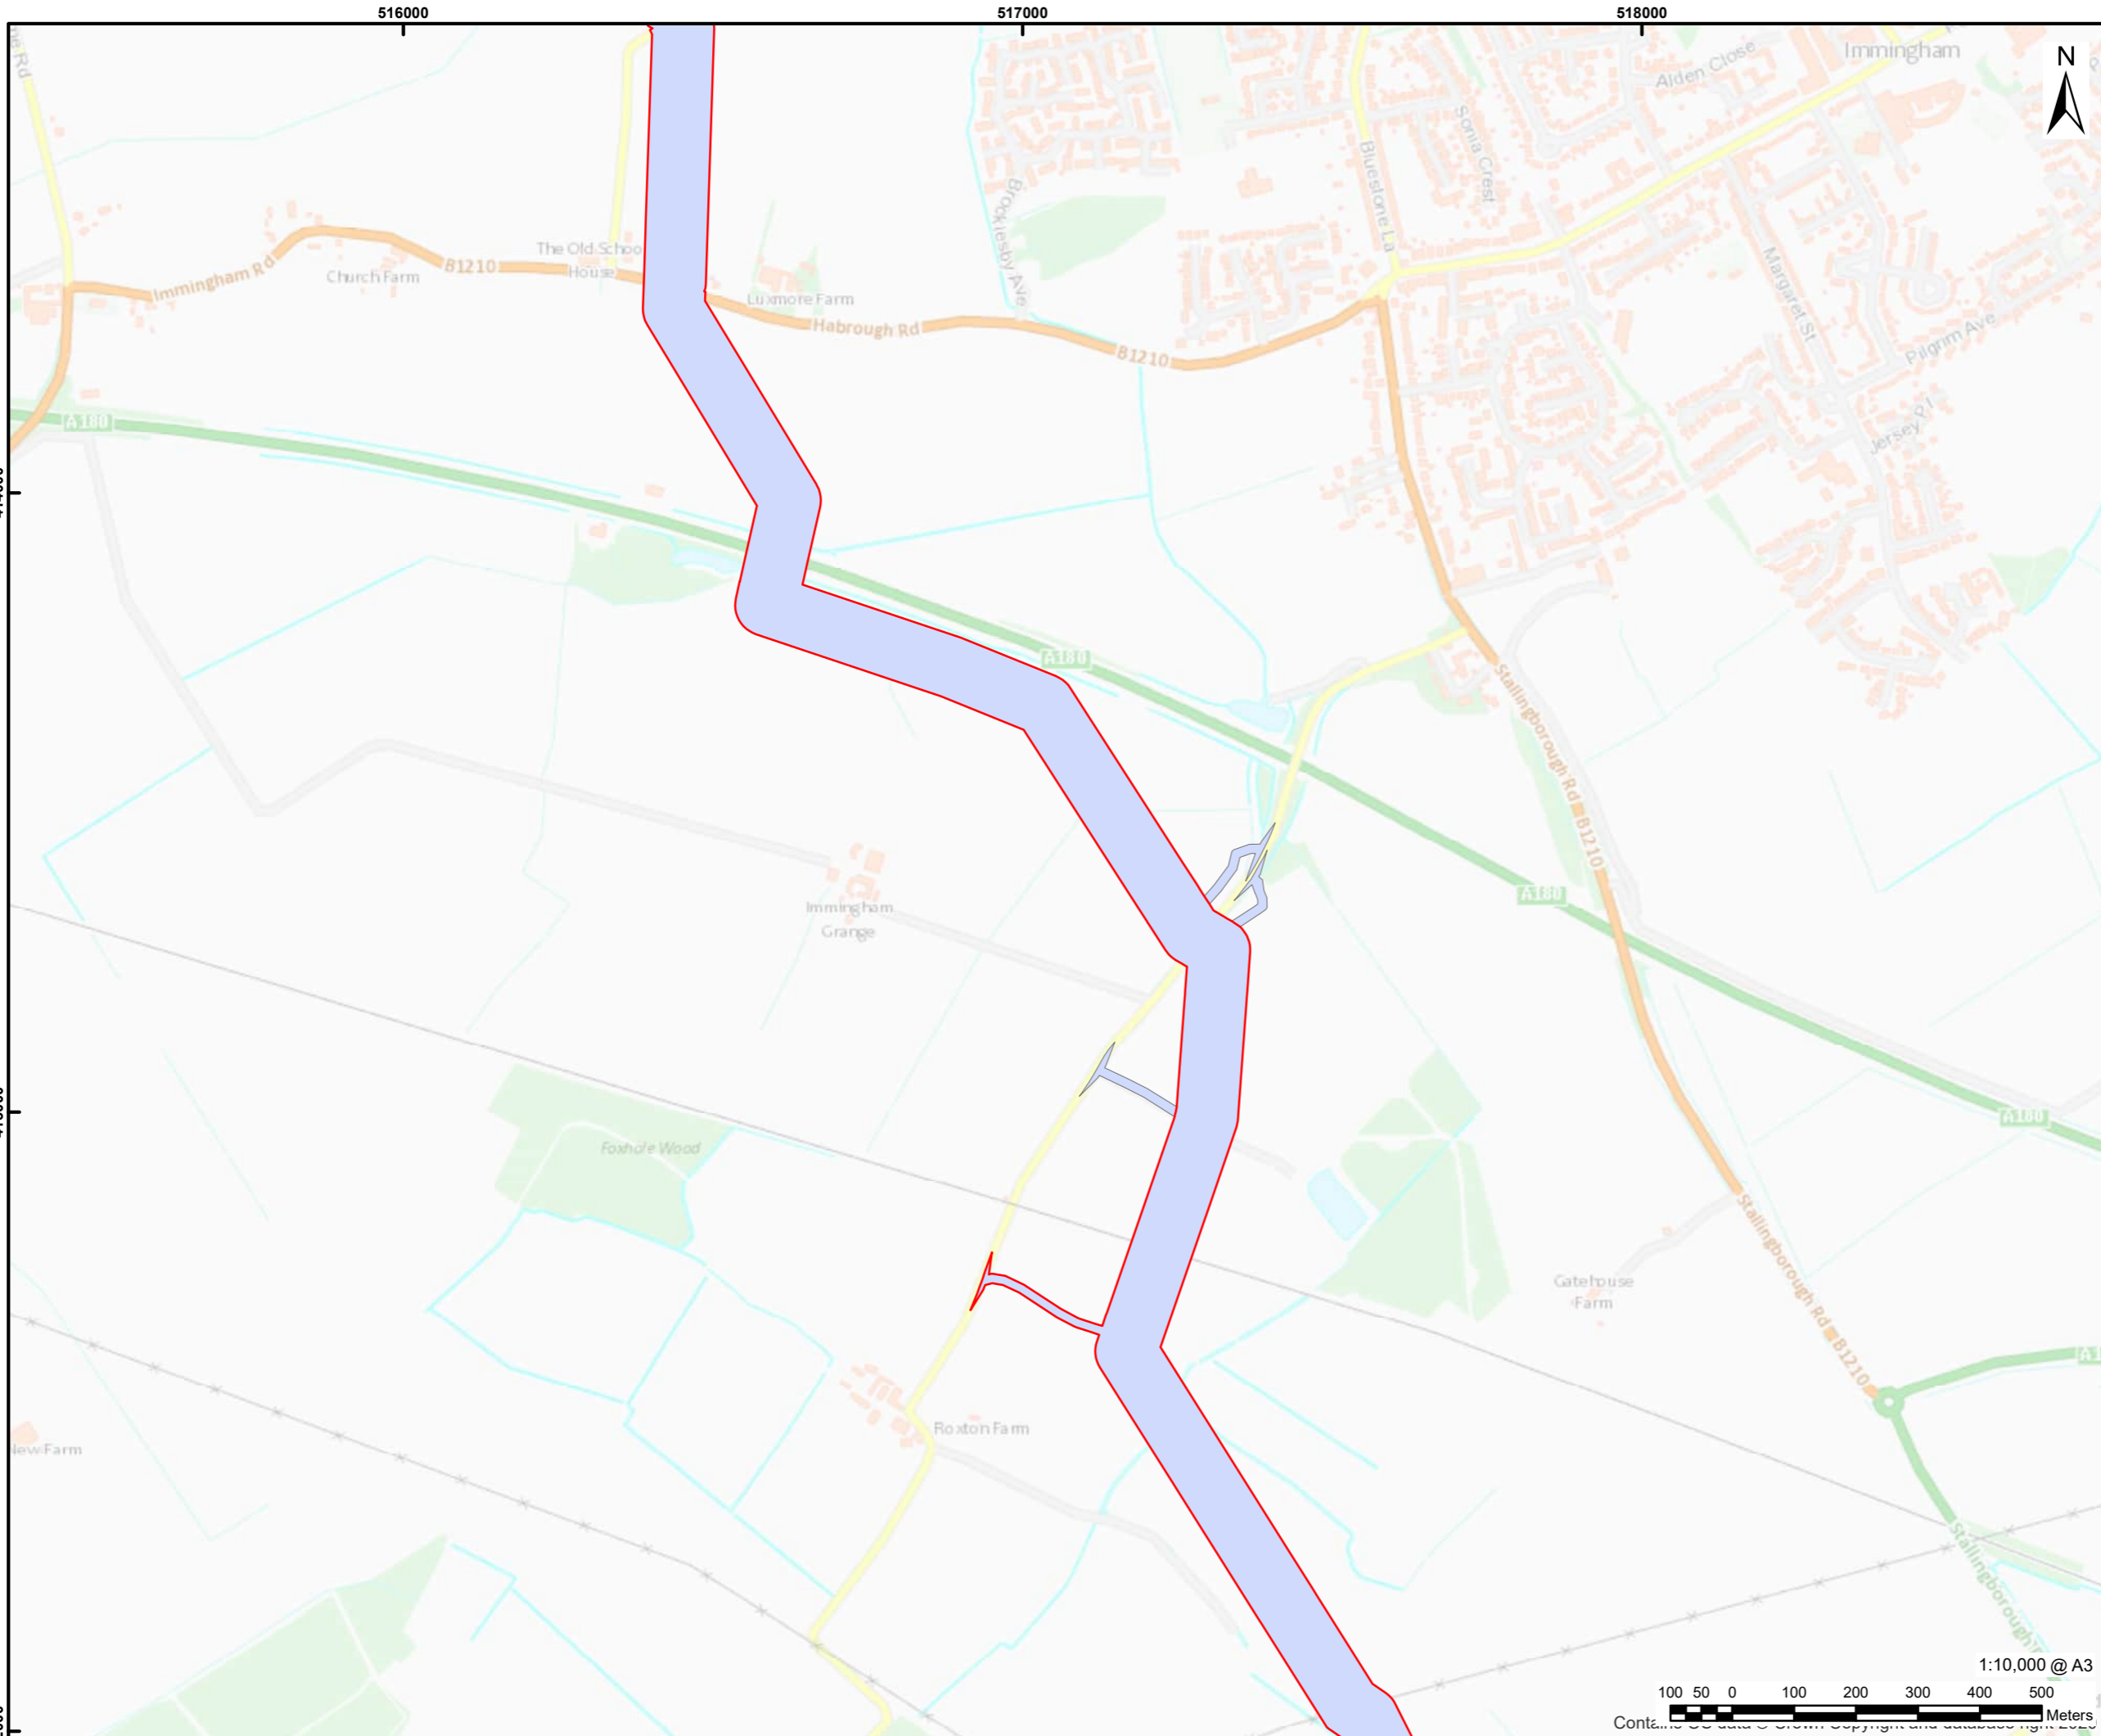 516000
517000
518000
Immingham
Alden Close
N
Sonia Crest
Bluestone La
Brocklesby Ave
The Old School
House
Immingham Rd
B1210
Church Farm
Luxmore Farm
Habrough Rd
B1210
Margaret St
Pilgrim Ave
Jersey Pl
A180
A180
Stallingborough Rd
B1210
A180
Immingham
Grange
Foxhole Wood
A180
Stallingborough Rd
B1210
Gatehouse
Farm
Roxton Farm
New Farm
Stallingborough
1:10,000 @ A3
100 50 0 100 200 300 400 500
Meters